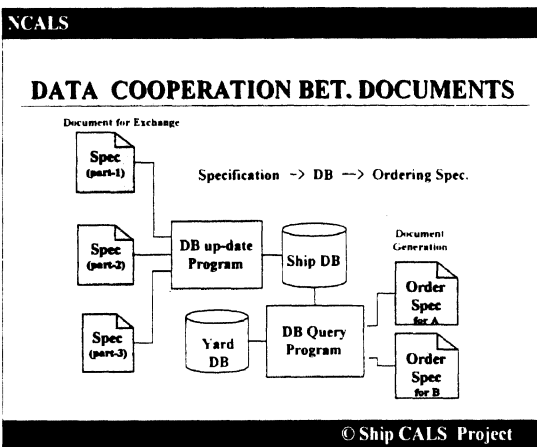 NCALS
DATA COOPERATION BET. DOCUMENTS
Document for Exchange
Spec
(part-1)
Specification -> DB --> Ordering Spec.
Spec
(part-2)
DB up-date
Program
Ship DB
Document
Generation
Order
Spec
for A
Spec
(part-3)
Yard
DB
DB Query
Program
Order
Spec
for B
© Ship CALS Project